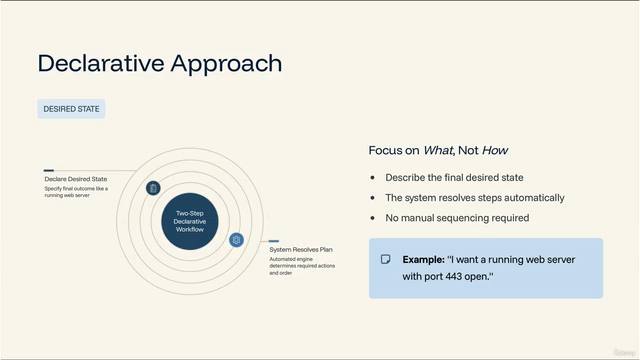 Declarative Approach
DESIRED STATE
Declare Desired State
Specify final outcome like a
running web server
Two-Step
Declarative
Workflow
System Resolves Plan
Automated engine
determines required actions
and order
Focus on What, Not How
Describe the final desired state
The system resolves steps automatically
No manual sequencing required
Example: "I want a running web server
with port 443 open."
Udemy